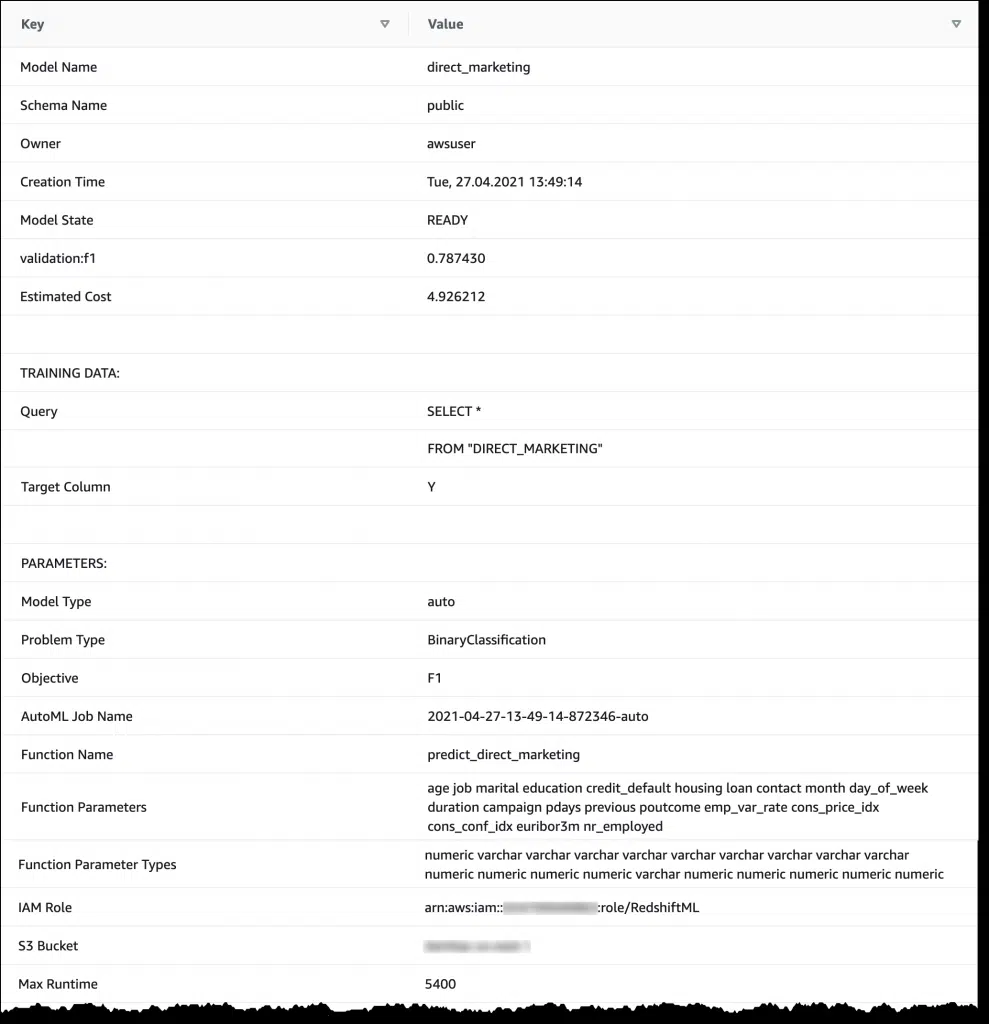 Key Value
Model Name direct_marketing
Schema Name public
Owner awsuser
Creation Time Tue, 27.04.2021 13:49:14
Model State READY
validation:f1 0.787430
Estimated Cost 4.926212
TRAINING DATA:
Query SELECT *
FROM "DIRECT_MARKETING"
Target Column Y
PARAMETERS:
Model Type auto
Problem Type BinaryClassification
Objective F1
AutoML Job Name 2021-04-27-13-49-14-872346-auto
Function Name predict_direct_marketing
Function Parameters age job marital education credit_default housing loan contact month day_of_week
duration campaign pdays previous poutcome emp_var_rate cons_price_idx
cons_conf_idx euribor3m nr_employed
Function Parameter Types numeric varchar varchar varchar varchar varchar varchar varchar varchar varchar
numeric numeric numeric numeric varchar numeric numeric numeric numeric numeric
IAM Role arn:aws:iam:: :role/RedshiftML
S3 Bucket
Max Runtime 5400